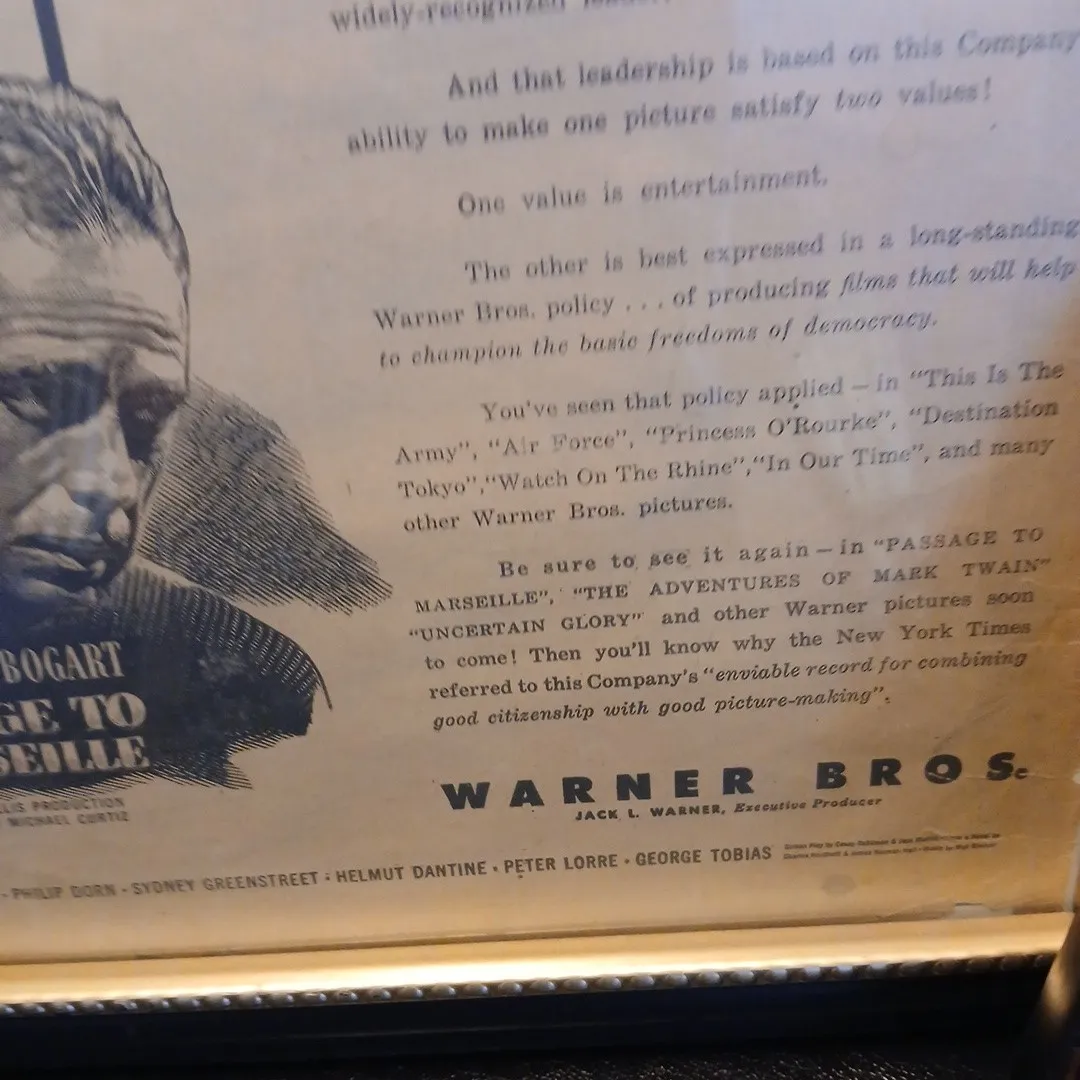 widely-recognized leader.
And that leadership is based on this Company
ability to make one picture satisfy two values!
One value is entertainment.
The other is best expressed in a long-standing
Warner Bros. policy ... of producing films that will help
to champion the basic freedoms of democracy.
You've seen that policy applied — in "This Is The
Army", "Air Force", "Princess O'Rourke", "Destination
Tokyo", "Watch On The Rhine", "In Our Time", and many
other Warner Bros. pictures.
Be sure to see it again — in "PASSAGE TO
MARSEILLE", "THE ADVENTURES OF MARK TWAIN"
"UNCERTAIN GLORY" and other Warner pictures soon
to come! Then you'll know why the New York Times
referred to this Company's "enviable record for combining
good citizenship with good picture-making".
BOGART
GE TO
SEILLE
LLIS PRODUCTION
MICHAEL CURTIZ
WARNER BROS.
JACK L. WARNER, Executive Producer
- PHILIP DORN • SYDNEY GREENSTREET • HELMUT DANTINE • PETER LORRE • GEORGE TOBIAS